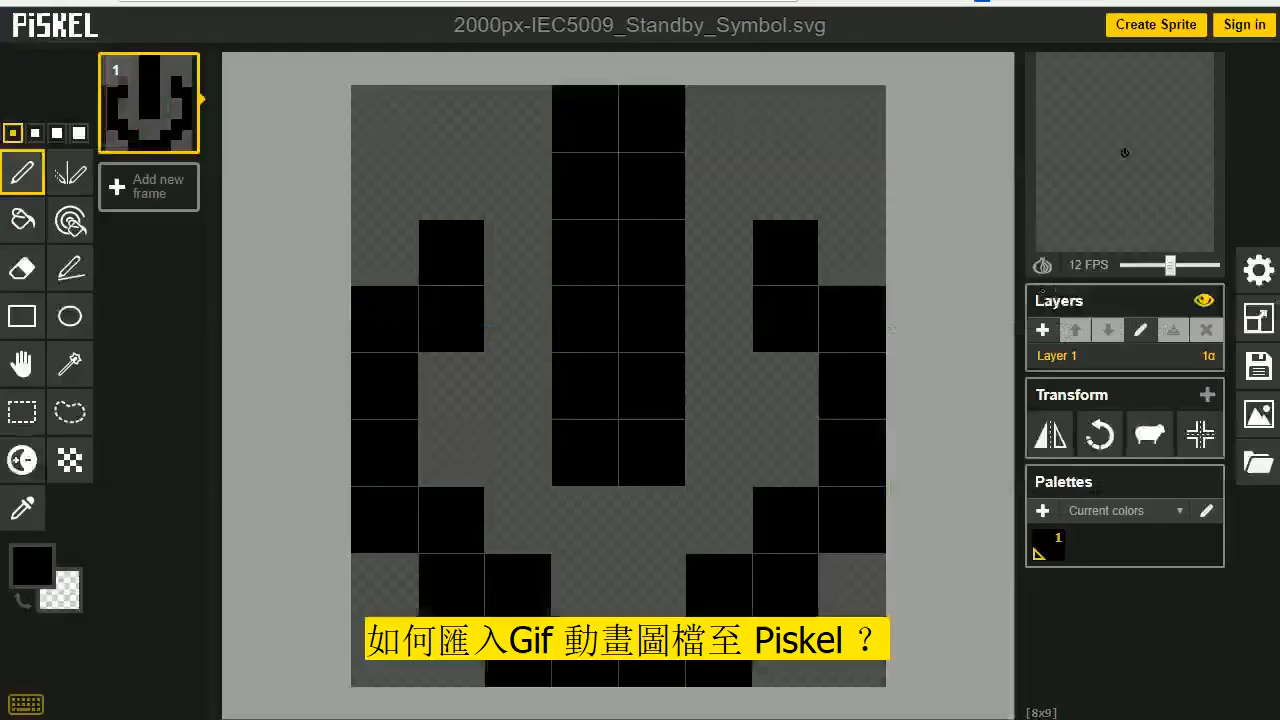 PiSKEL
2000px-IEC5009_Standby_Symbol.svg
Create Sprite
Sign in
1
Add new
frame
12 FPS
Layers
Layer 1
1α
Transform
Palettes
Current colors
1
如何匯入Gif 動畫圖檔至 Piskel ？
[8x9]